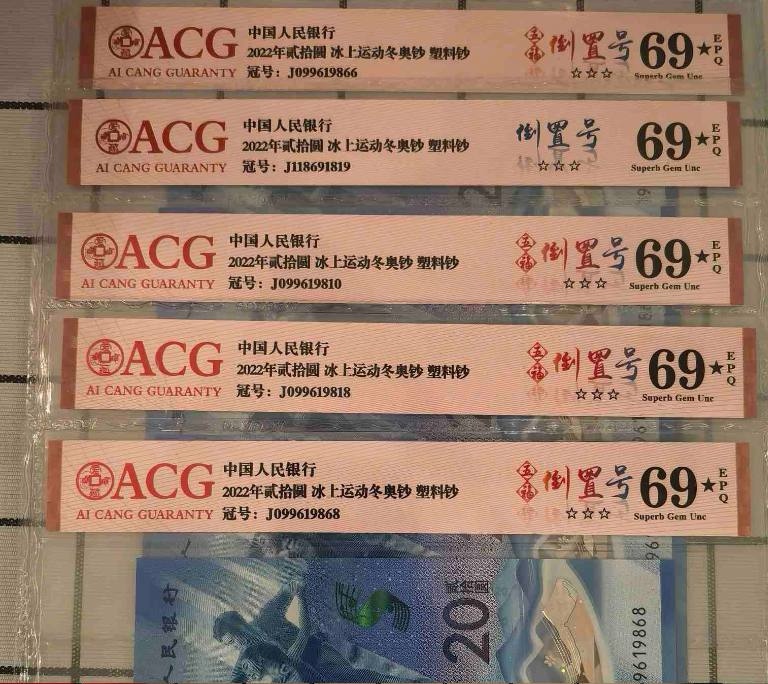 ACG
AI CANG GUARANTY
中国人民银行
2022年贰拾圆 冰上运动冬奥钞 塑料钞
冠号: J099619866
五福 倒置号
☆☆☆
69★ EPQ
Superb Gem Unc
ACG
AI CANG GUARANTY
中国人民银行
2022年贰拾圆 冰上运动冬奥钞 塑料钞
冠号: J118691819
倒置号
☆☆☆
69★ EPQ
Superb Gem Unc
ACG
AI CANG GUARANTY
中国人民银行
2022年贰拾圆 冰上运动冬奥钞 塑料钞
冠号: J099619810
五福 倒置号
☆☆☆
69★ EPQ
Superb Gem Unc
ACG
AI CANG GUARANTY
中国人民银行
2022年贰拾圆 冰上运动冬奥钞 塑料钞
冠号: J099619818
五福 倒置号
☆☆☆
69★ EPQ
Superb Gem Unc
ACG
AI CANG GUARANTY
中国人民银行
2022年贰拾圆 冰上运动冬奥钞 塑料钞
冠号: J099619868
五福 倒置号
☆☆☆
69★ EPQ
Superb Gem Unc
人民银行
20
贰拾圆
9619868